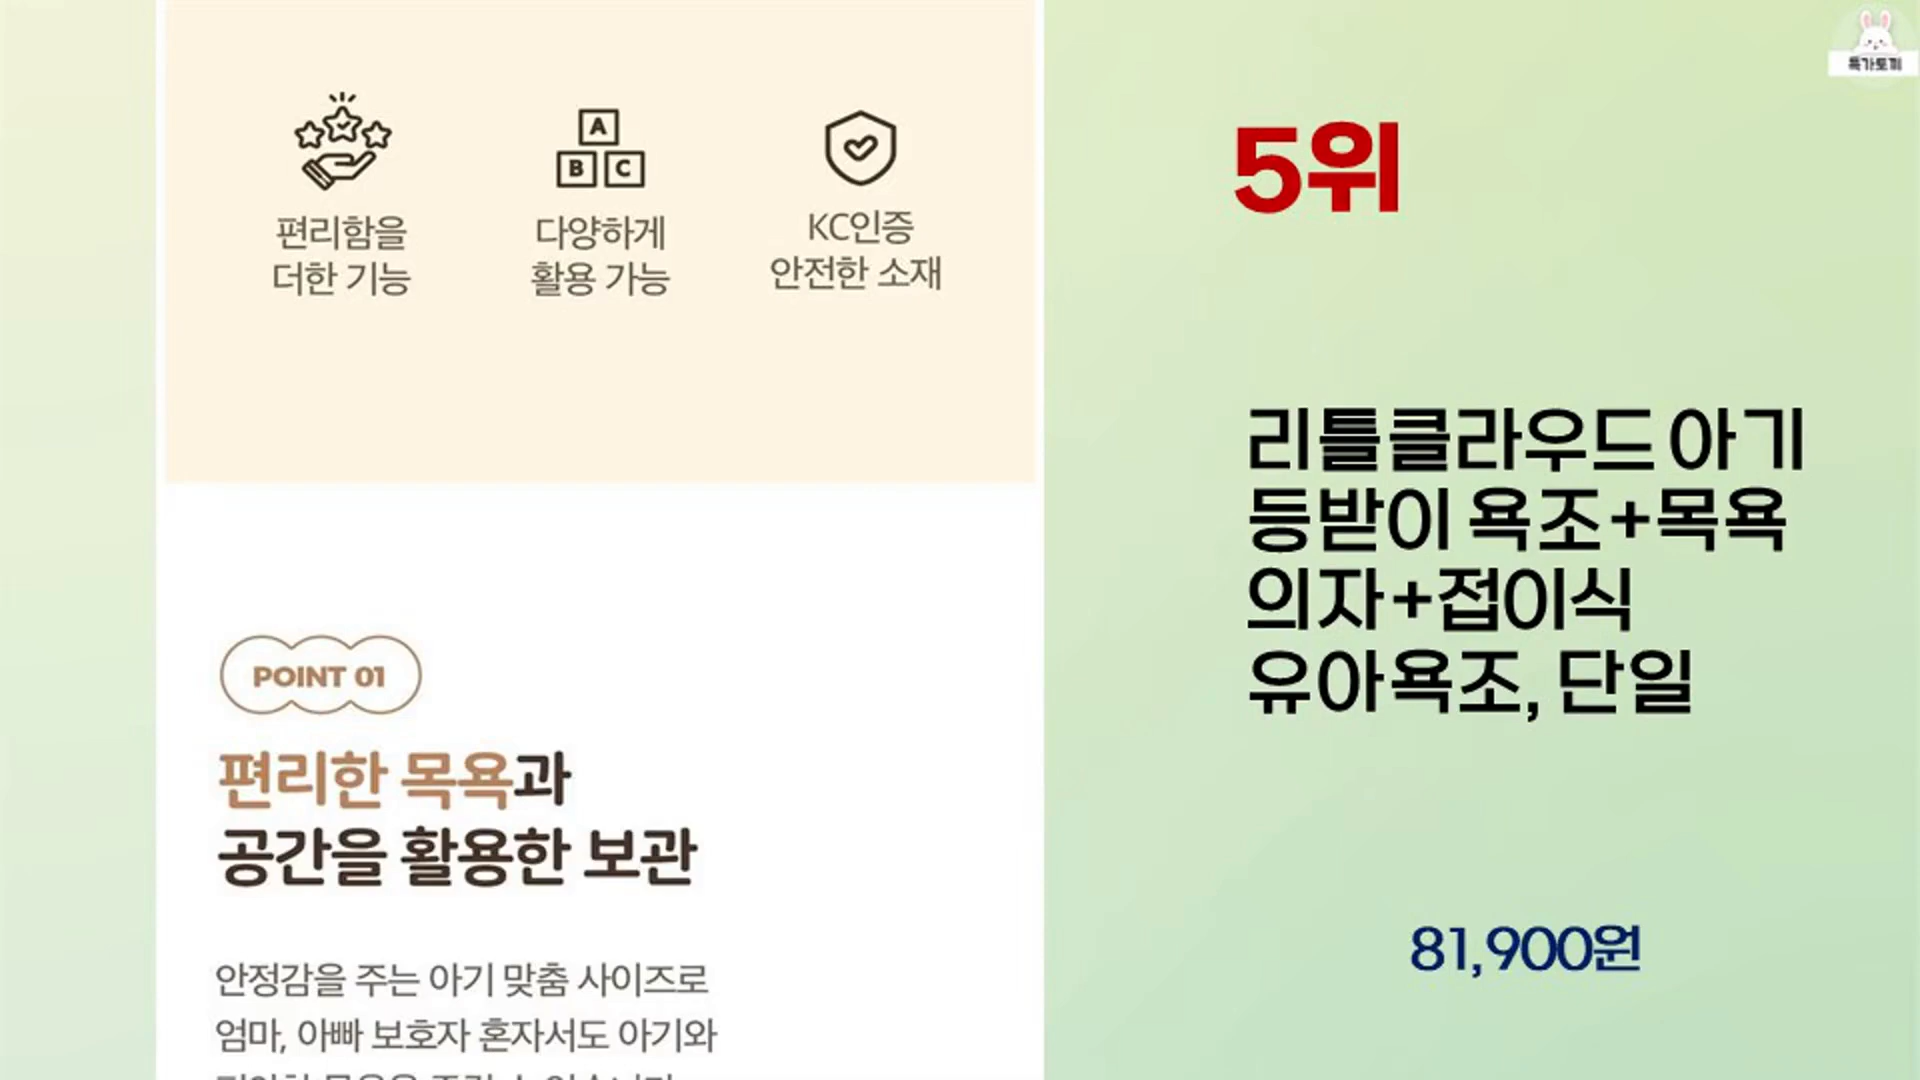 편리함을
더한 기능
A
B C
다양하게
활용 가능
KC인증
안전한 소재
POINT 01
편리한 목욕과
공간을 활용한 보관
안정감을 주는 아기 맞춤 사이즈로
엄마, 아빠 보호자 혼자서도 아기와
특가토끼
5위
리틀클라우드 아기
등받이 욕조+목욕
의자+접이식
유아욕조, 단일
81,900원